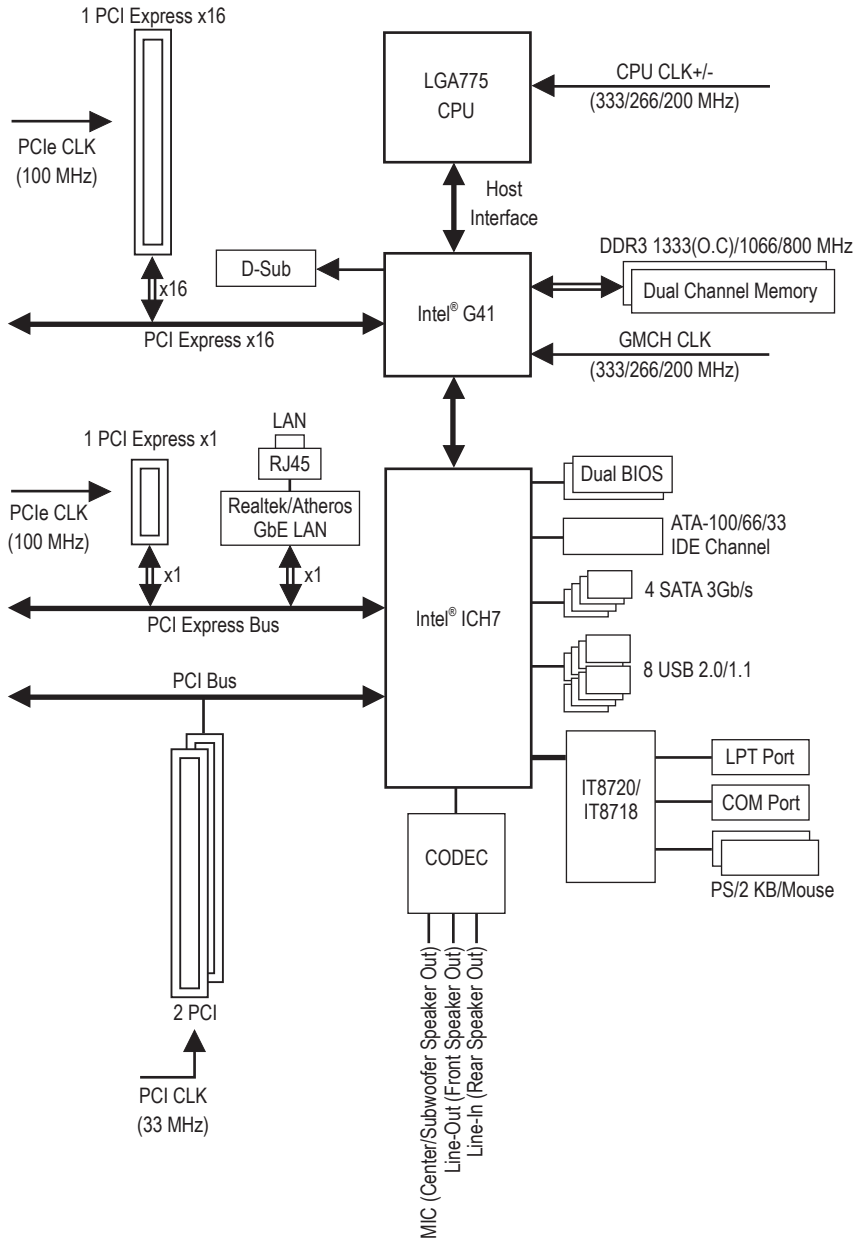 1 PCI Express x16
PCIe CLK
(100 MHz)
x16
PCI Express x16
LGA775
CPU
CPU CLK+/-
(333/266/200 MHz)
Host
Interface
D-Sub
Intel® G41
DDR3 1333(O.C)/1066/800 MHz
Dual Channel Memory
GMCH CLK
(333/266/200 MHz)
1 PCI Express x1
PCIe CLK
(100 MHz)
x1
LAN
RJ45
Realtek/Atheros
GbE LAN
x1
PCI Express Bus
PCI Bus
Intel® ICH7
Dual BIOS
ATA-100/66/33
IDE Channel
4 SATA 3Gb/s
8 USB 2.0/1.1
IT8720/
IT8718
LPT Port
COM Port
PS/2 KB/Mouse
CODEC
MIC (Center/Subwoofer Speaker Out)
Line-Out (Front Speaker Out)
Line-In (Rear Speaker Out)
2 PCI
PCI CLK
(33 MHz)